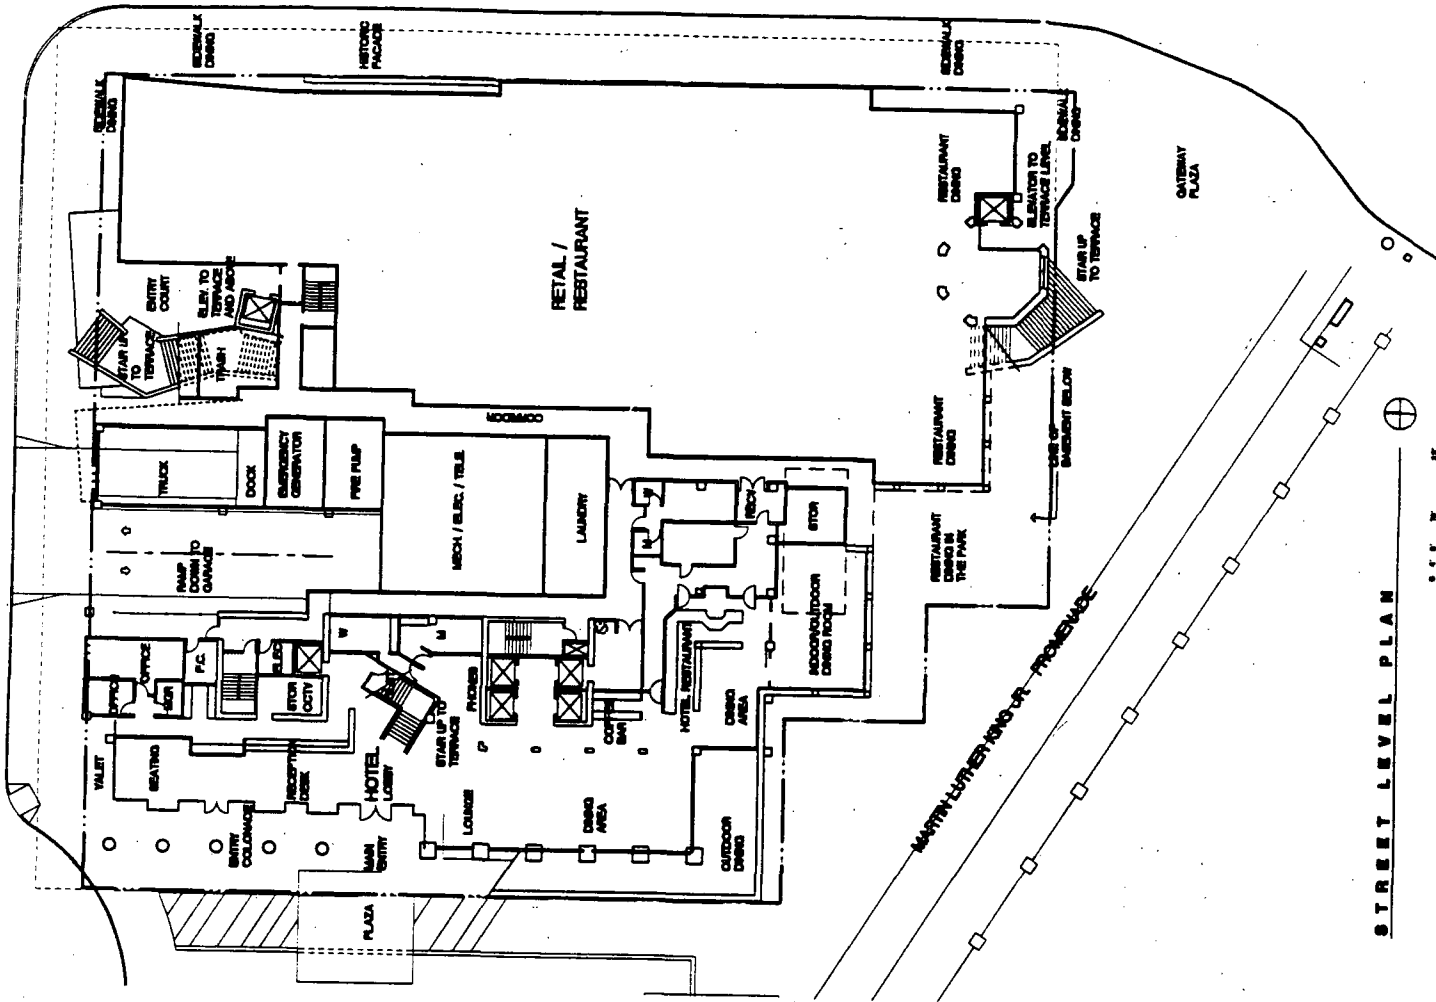 SIDEWALK
DINING
HISTORIC
FACADE
SIDEWALK
DINING
SIDEWALK
DINING
SIDEWALK
DINING
RESTAURANT
DINING
ELEVATOR TO
TERRACE LEVEL
GATEWAY
PLAZA
STAIR UP
TO TERRACE
RETAIL /
RESTAURANT
ENTRY
COURT
ELEV. TO
TERRACE
AND ABOVE
STAIR UP
TO
TERRACE
TRASH
CORRIDOR
RESTAURANT
DINING
LINE OF
BASEMENT BELOW
TRUCK
DOCK
EMERGENCY
GENERATOR
FIRE PUMP
MECH. / ELEC. / TELE.
LAUNDRY
W
M
RECV
STOR
RESTAURANT
DINING IN
THE PARK
RAMP
DOWN TO
GARAGE
INDOOR/OUTDOOR
DINING ROOM
OFFICE
OFFICE
F.C.
ELEC
STOR
CCTV
W
M
PHONES
HOTEL RESTAURANT
DINING
AREA
COFFEE
BAR
STAIR UP TO
TERRACE
VALET
SEATING
RECEPTION
DESK
HOTEL
LOBBY
LOUNGE
DINING
AREA
OUTDOOR
DINING
ENTRY
COLONADE
MAIN
ENTRY
PLAZA
MARTIN LUTHER KING JR. PROMENADE
STREET LEVEL PLAN